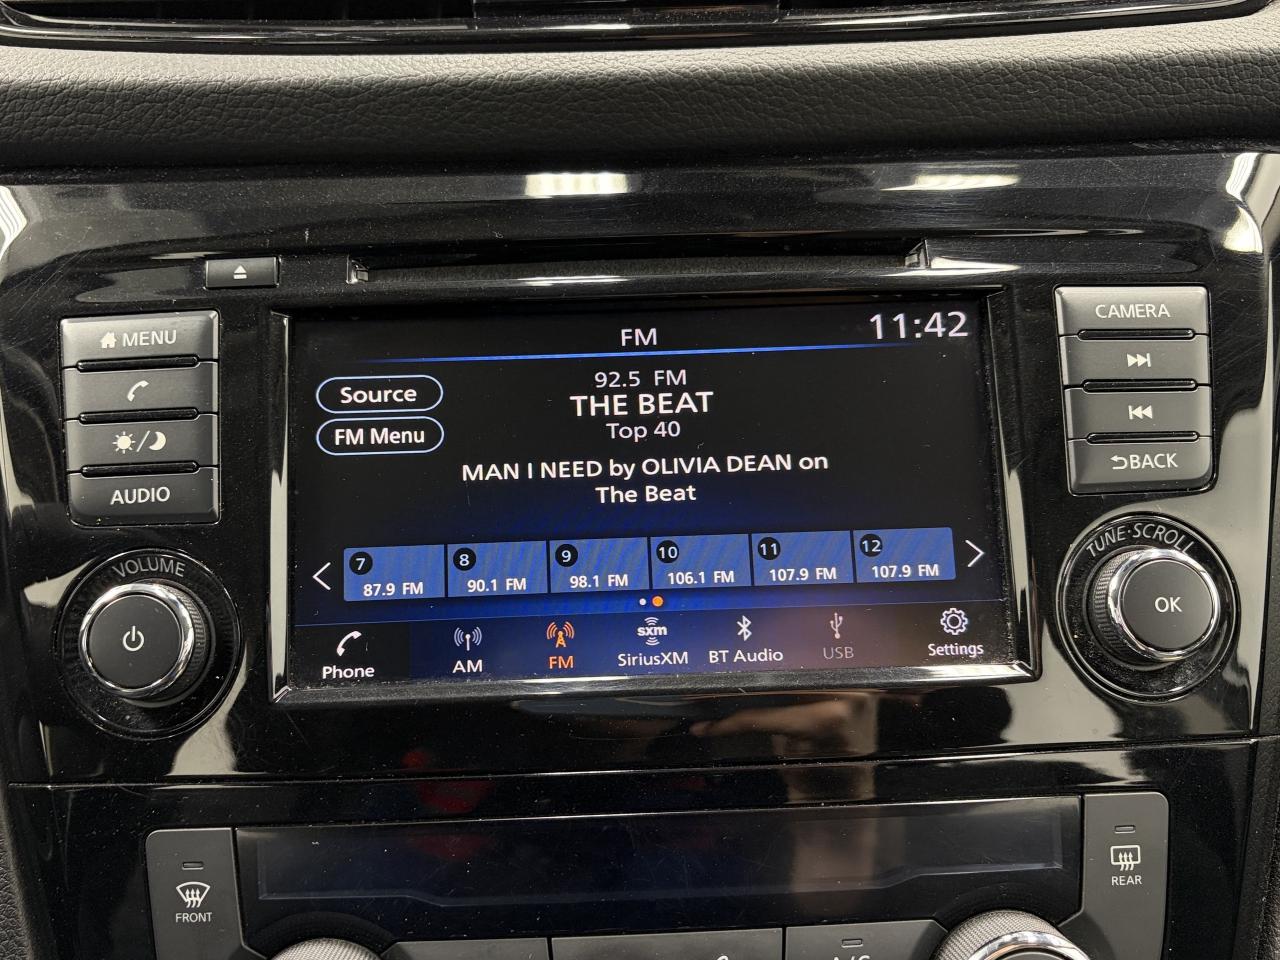 MENU
AUDIO
VOLUME
FM
11:42
Source
FM Menu
92.5 FM
THE BEAT
Top 40
MAN I NEED by OLIVIA DEAN on
The Beat
7
87.9 FM
8
90.1 FM
9
98.1 FM
10
106.1 FM
11
107.9 FM
12
107.9 FM
Phone
AM
FM
sxm
SiriusXM
BT Audio
USB
Settings
CAMERA
BACK
TUNE·SCROLL
OK
FRONT
REAR
A/C